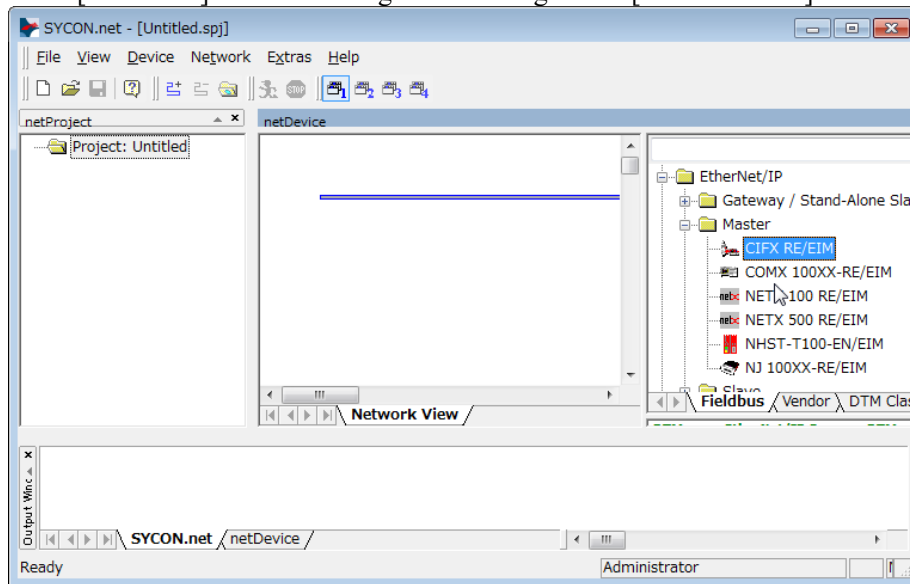 SYCON.net - [Untitled.spj]
File View Device Network Extras Help
netProject
netDevice
Project: Untitled
EtherNet/IP
Gateway / Stand-Alone Sla
Master
CIFX RE/EIM
COMX 100XX-RE/EIM
NETX 100 RE/EIM
NETX 500 RE/EIM
NHST-T100-EN/EIM
NJ 100XX-RE/EIM
Slave
Network View
Fieldbus Vendor DTM Clas
Output Winc
SYCON.net netDevice
Ready
Administrator